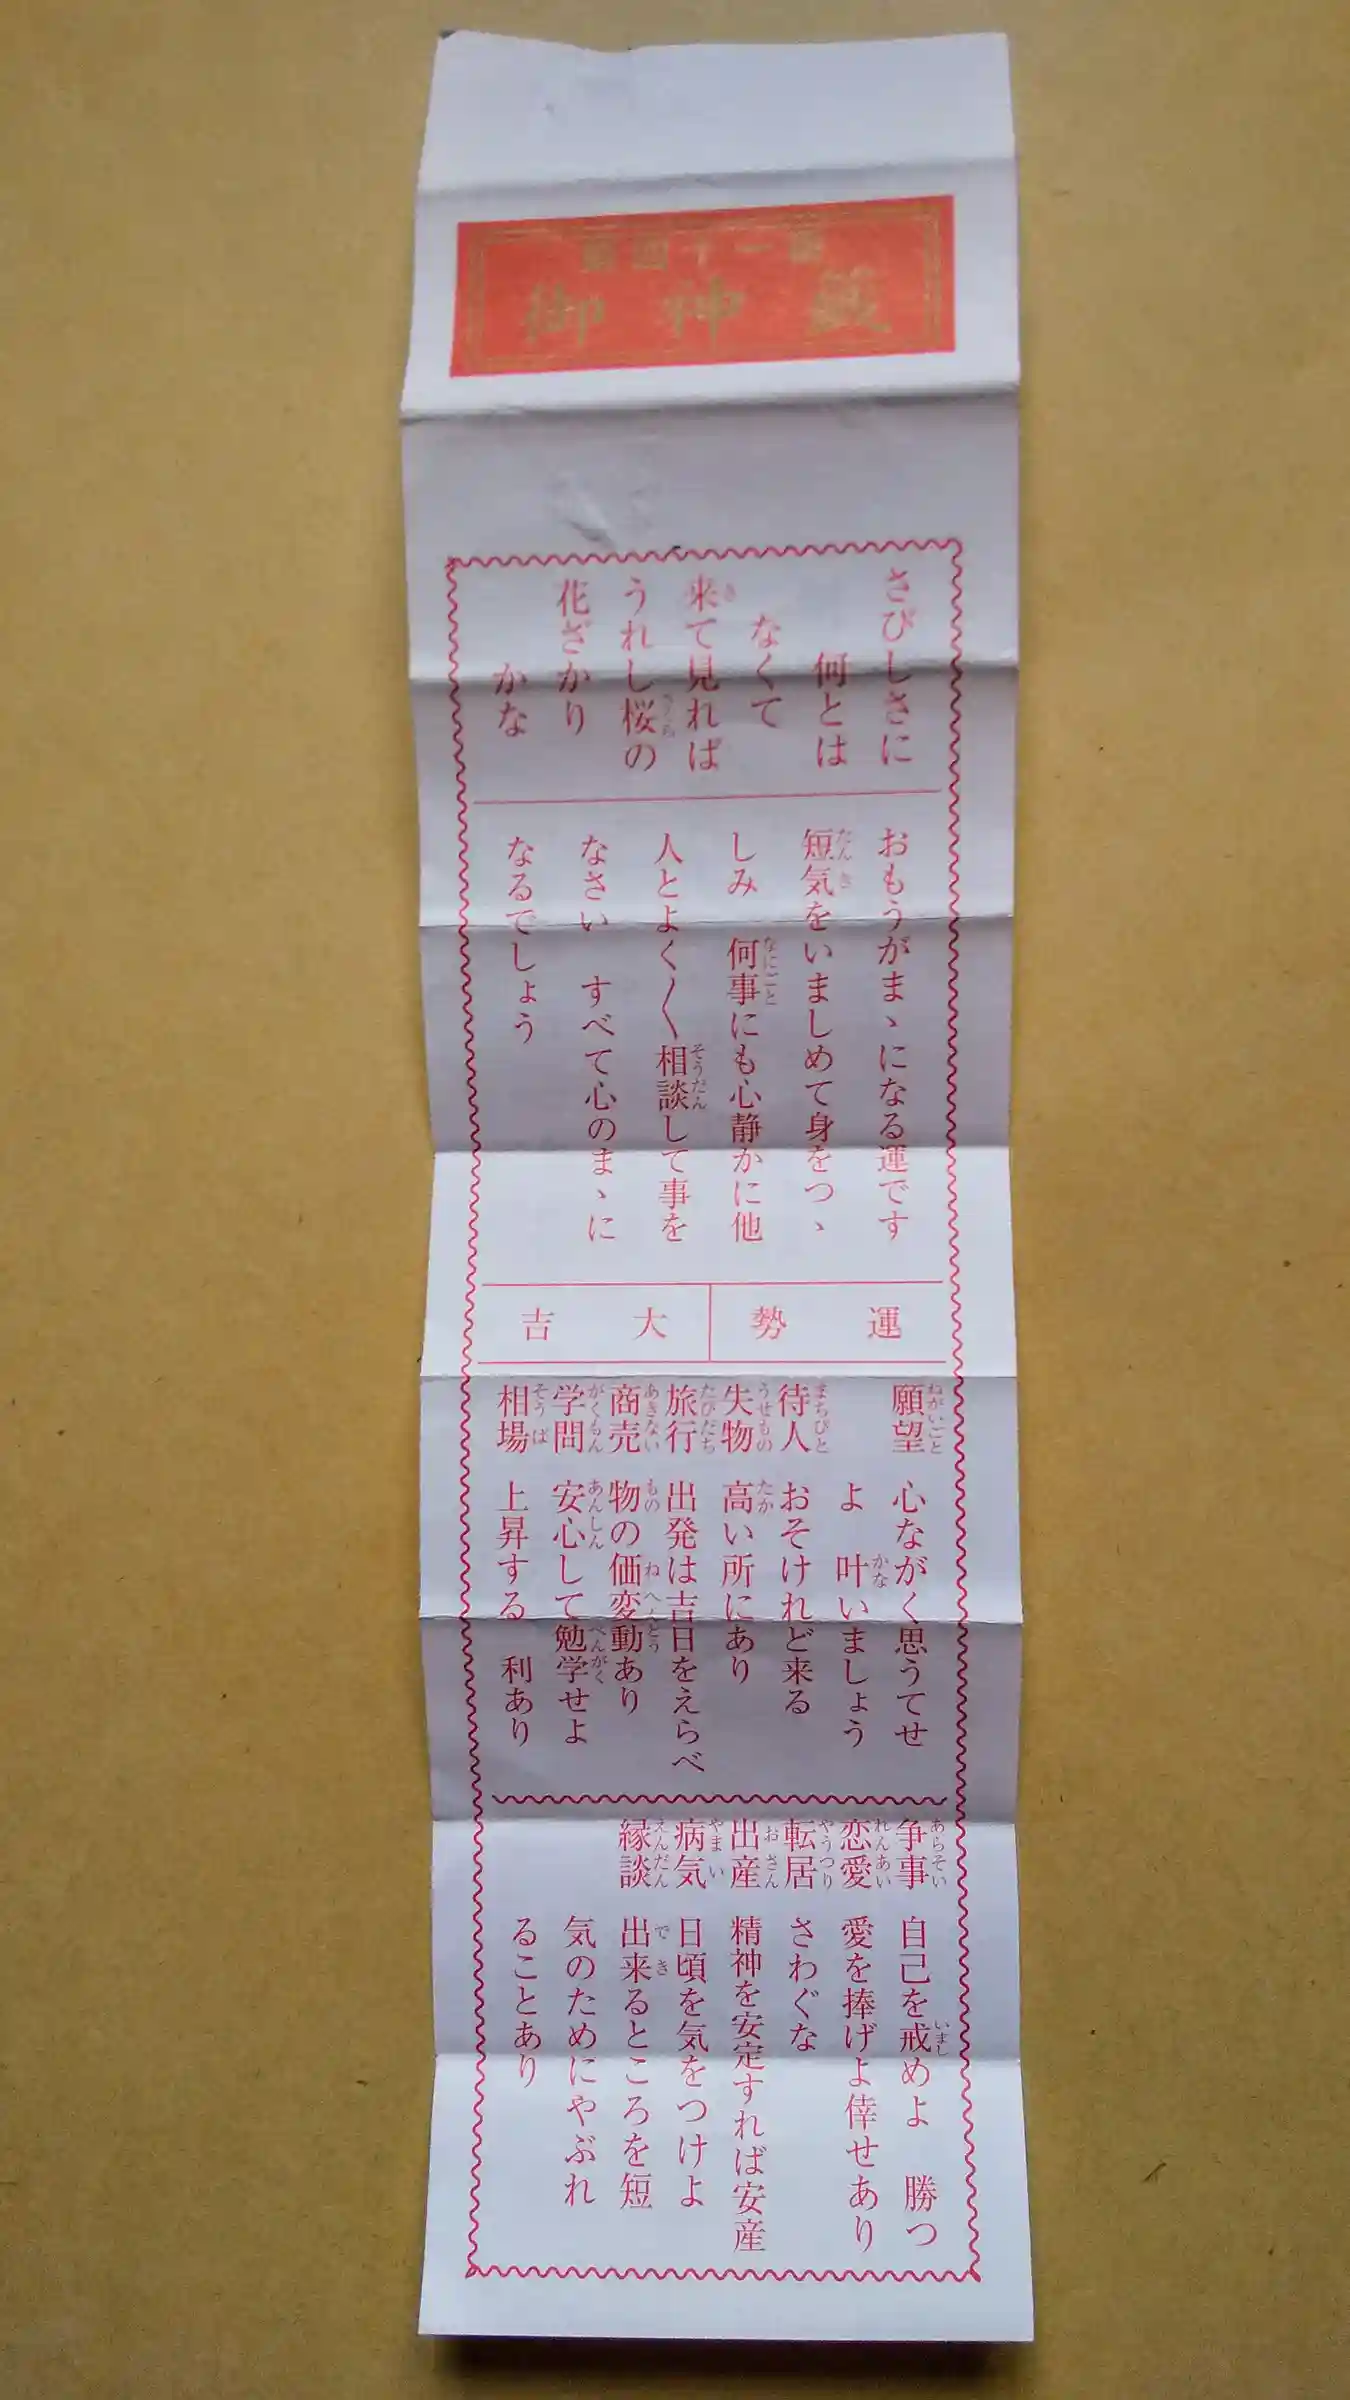 第四十一番
御神籤
さびしさに
何とは
なくて
来て見れば
うれし桜の
花ざかり
かな
おもうがまゝになる運です
短気をいましめて身をつゝ
しみ 何事にも心静かに他
人とよく〱相談して事を
なさい すべて心のまゝに
なるでしょう
運勢 大吉
願望 心ながく思うてせ
よ 叶いましょう
待人 おそけれど来る
失物 高い所にあり
旅行 出発は吉日をえらべ
商売 物の価変動あり
学問 安心して勉学せよ
相場 上昇する 利あり
争事 自己を戒めよ 勝つ
恋愛 愛を捧げよ倖せあり
転居 さわぐな
出産 精神を安定すれば安産
病気 日頃を気をつけよ
縁談 出来るところを短
気のためにやぶれ
ることあり